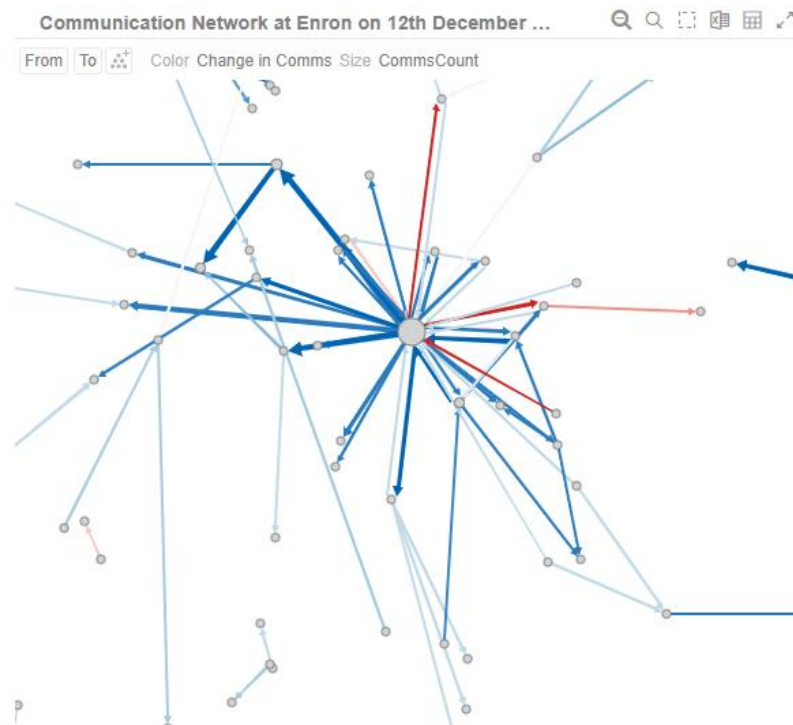 Communication Network at Enron on 12th December ...
From To Color Change in Comms Size CommsCount